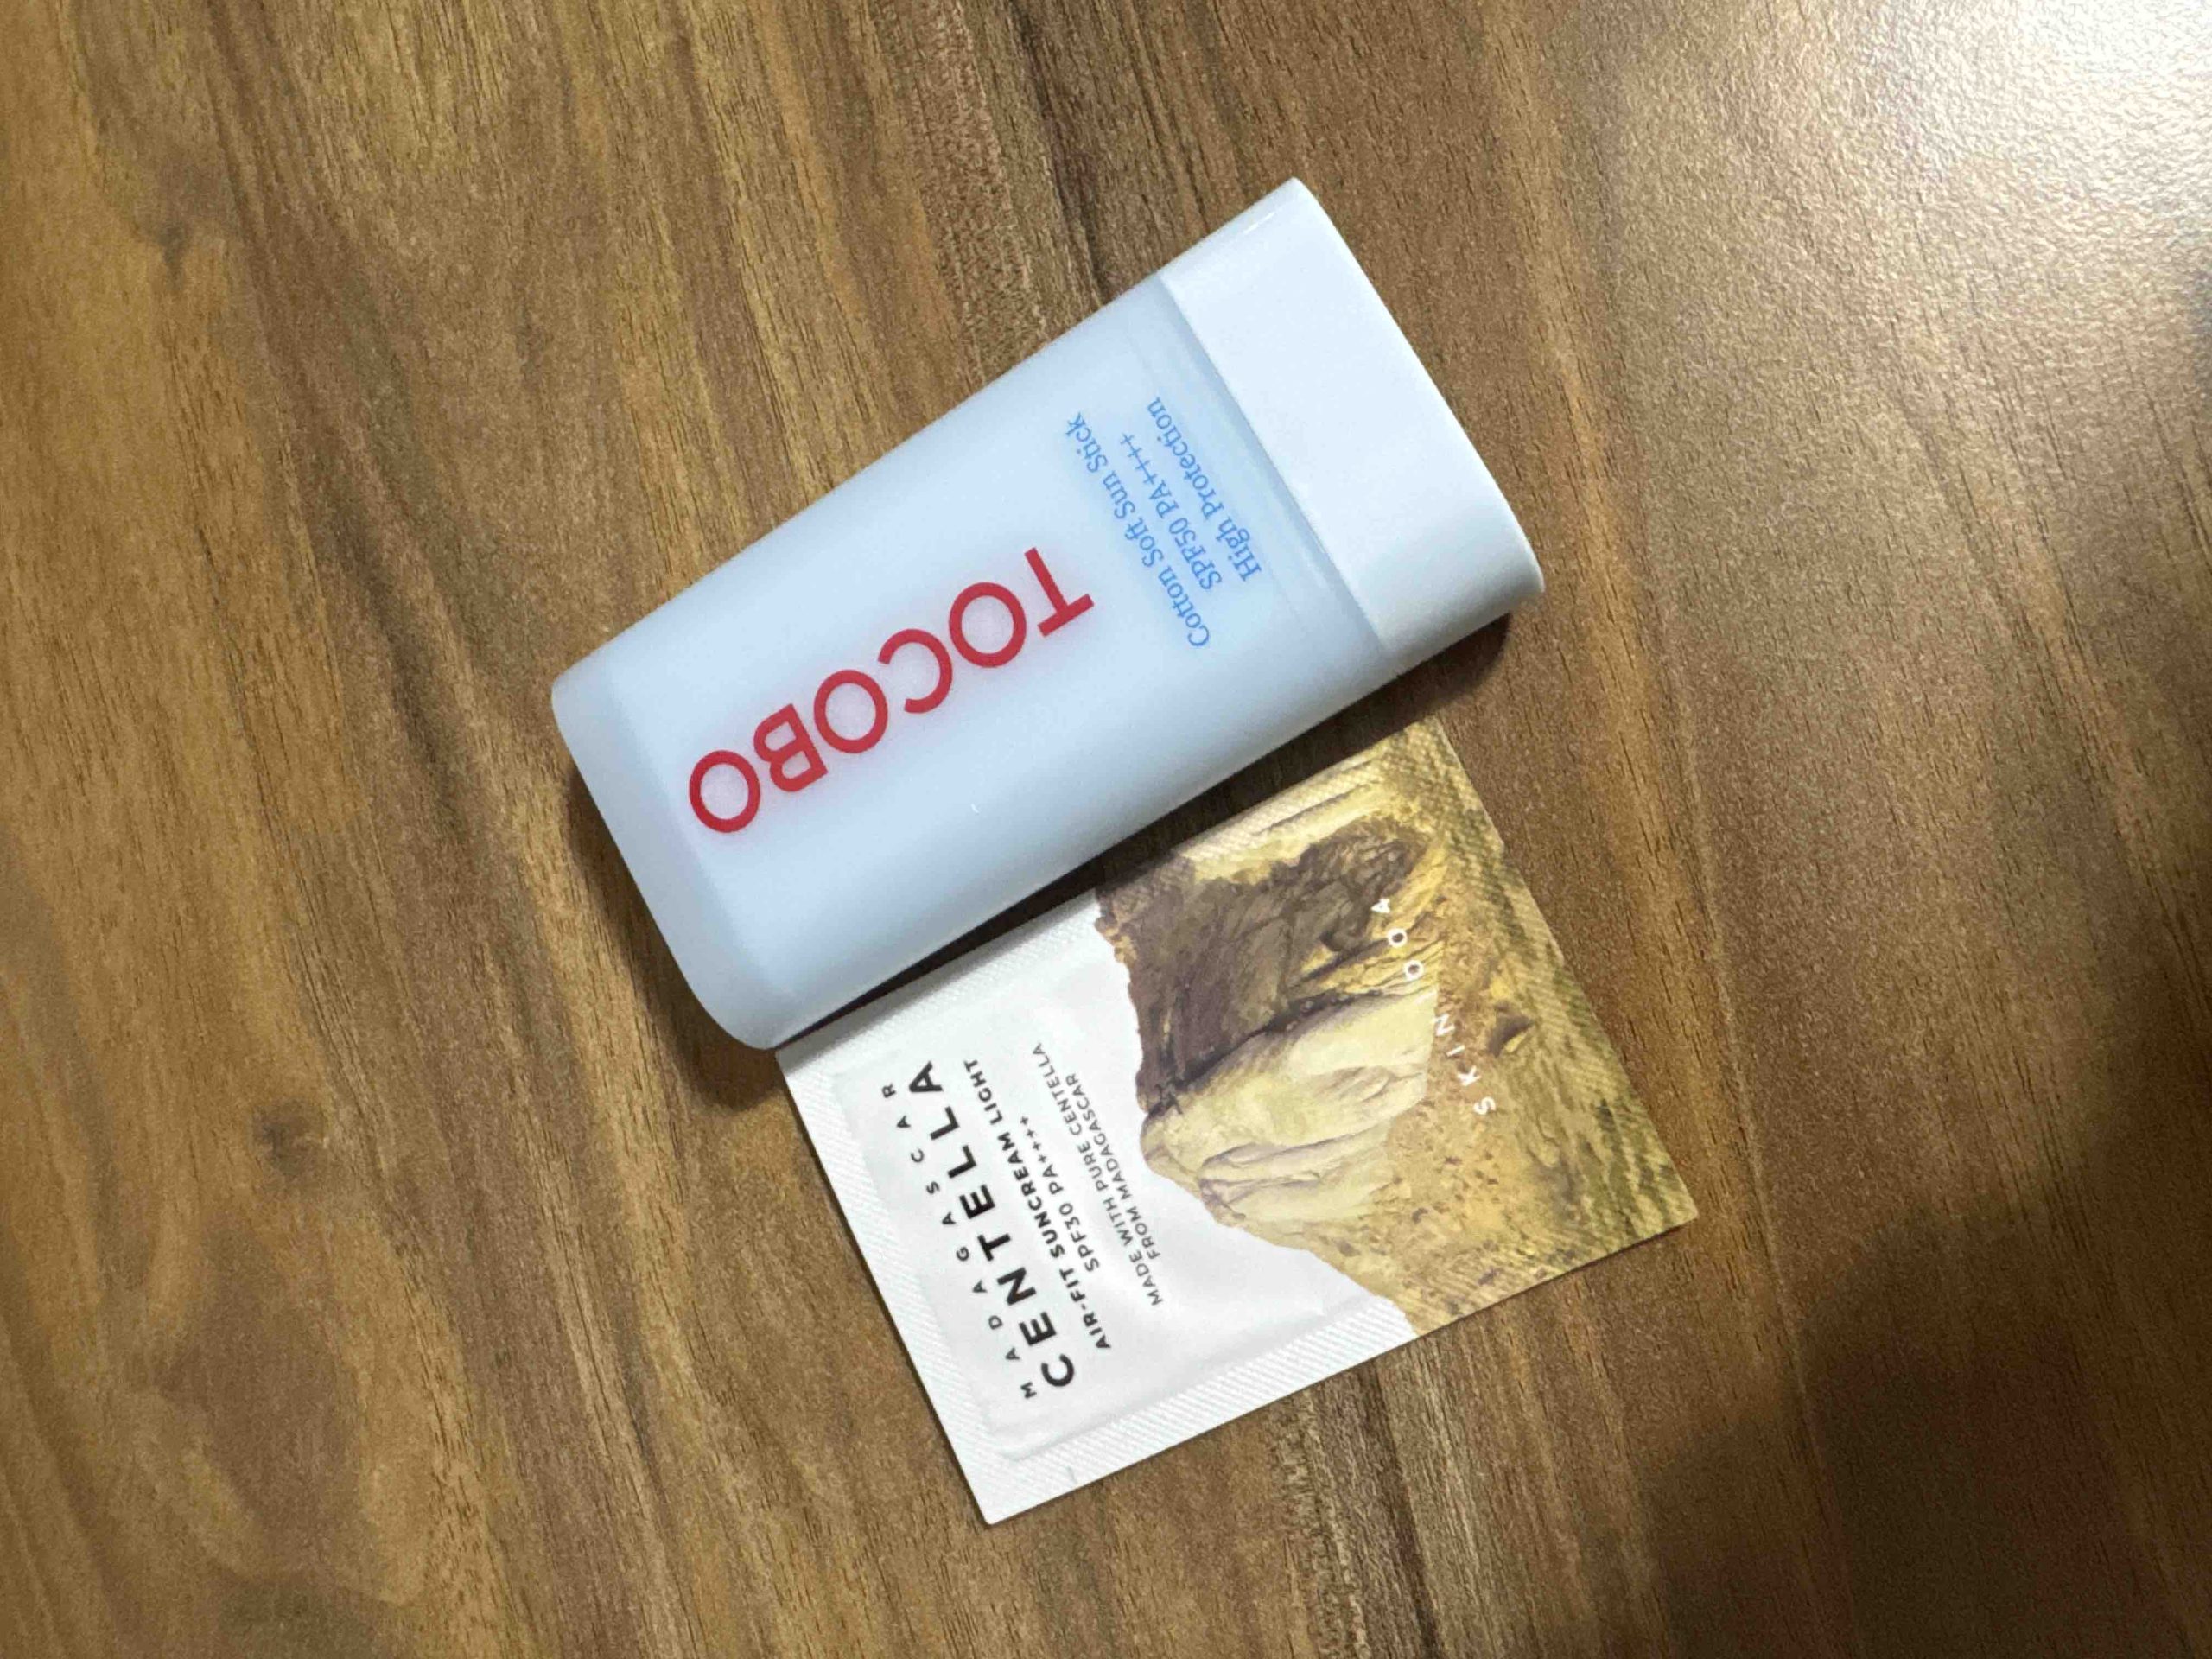 TOCOBO
Cotton Soft Sun Stick
SPF50 PA++++
High Protection
MADAGASCAR
CENTELLA
AIR-FIT SUNCREAM LIGHT
SPF30 PA++++
MADE WITH PURE CENTELLA
FROM MADAGASCAR
SKIN1004